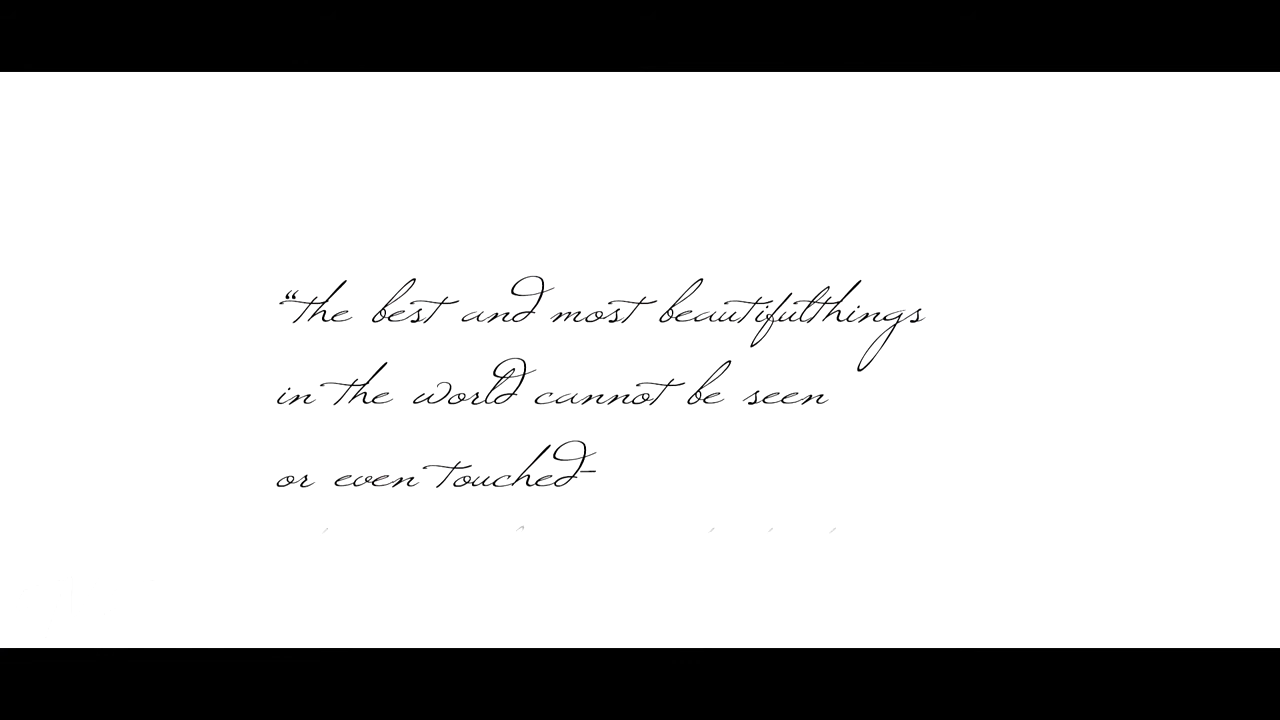 “the best and most beautifulthings
in the world cannot be seen
or even touched-